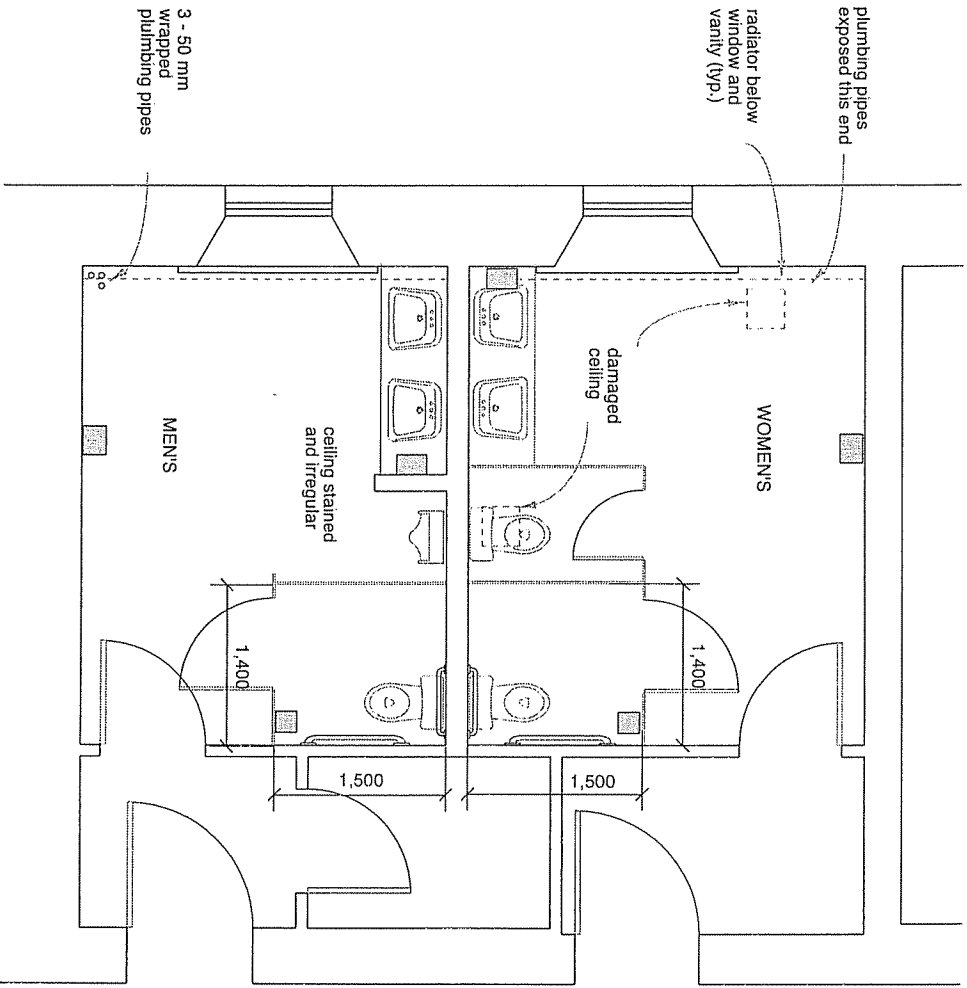 plumbing pipes
exposed this end
radiator below
window and
vanity (typ.)
3 - 50 mm
wrapped
plulmbing pipes
damaged
ceiling
WOMEN'S
MEN'S
ceiling stained
and irregular
1,400
1,400
1,500
1,500